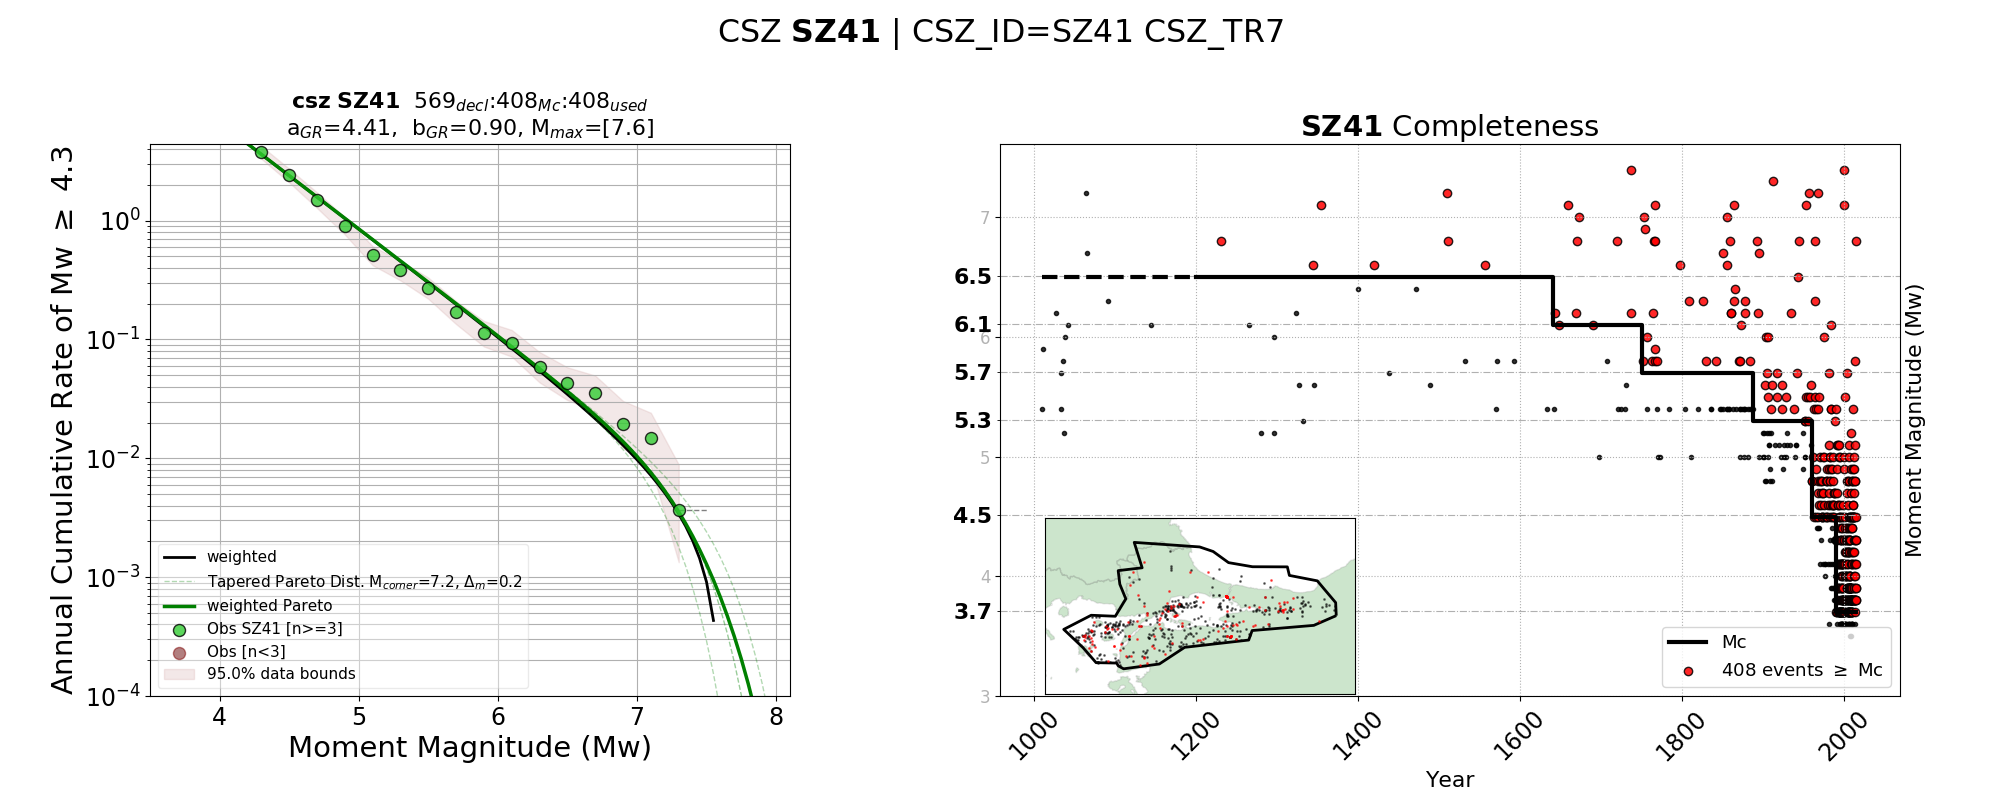 CSZ SZ41 | CSZ_ID=SZ41 CSZ_TR7
csz SZ41 569decl:408Mc:408used
aGR=4.41, bGR=0.90, Mmax=[7.6]
Annual Cumulative Rate of Mw ≥ 4.3
10^0
10^-1
10^-2
10^-3
10^-4
weighted
Tapered Pareto Dist. Mcorner=7.2, Δm=0.2
weighted Pareto
Obs SZ41 [n>=3]
Obs [n<3]
95.0% data bounds
4 5 6 7 8
Moment Magnitude (Mw)
SZ41 Completeness
7
6.5
6.1
6
5.7
5.3
5
4.5
4
3.7
3
Moment Magnitude (Mw)
Mc
408 events ≥ Mc
1000 1200 1400 1600 1800 2000
Year